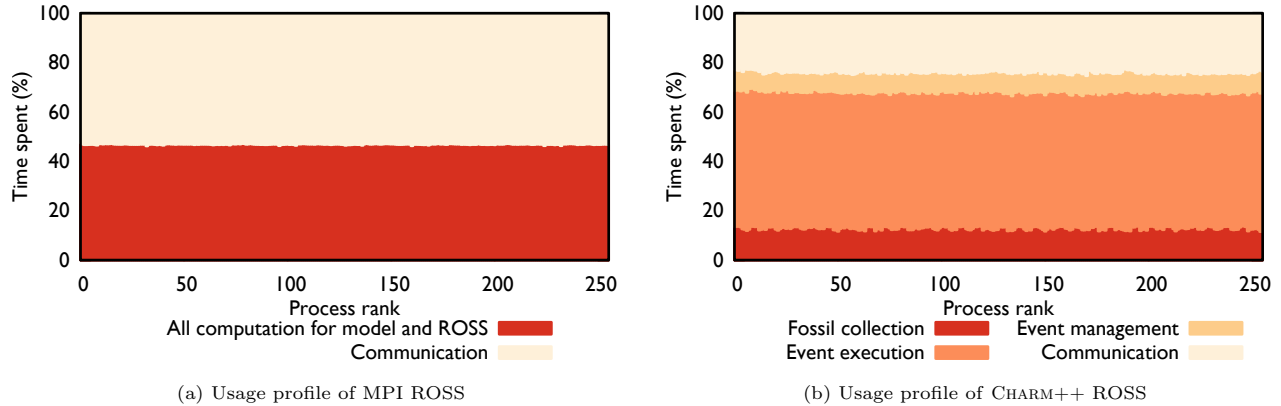 100
80
60
40
20
0
Time spent (%)
0 50 100 150 200 250
Process rank
All computation for model and ROSS
Communication
(a) Usage profile of MPI ROSS
100
80
60
40
20
0
Time spent (%)
0 50 100 150 200 250
Process rank
Fossil collection Event management
Event execution Communication
(b) Usage profile of CHARM++ ROSS